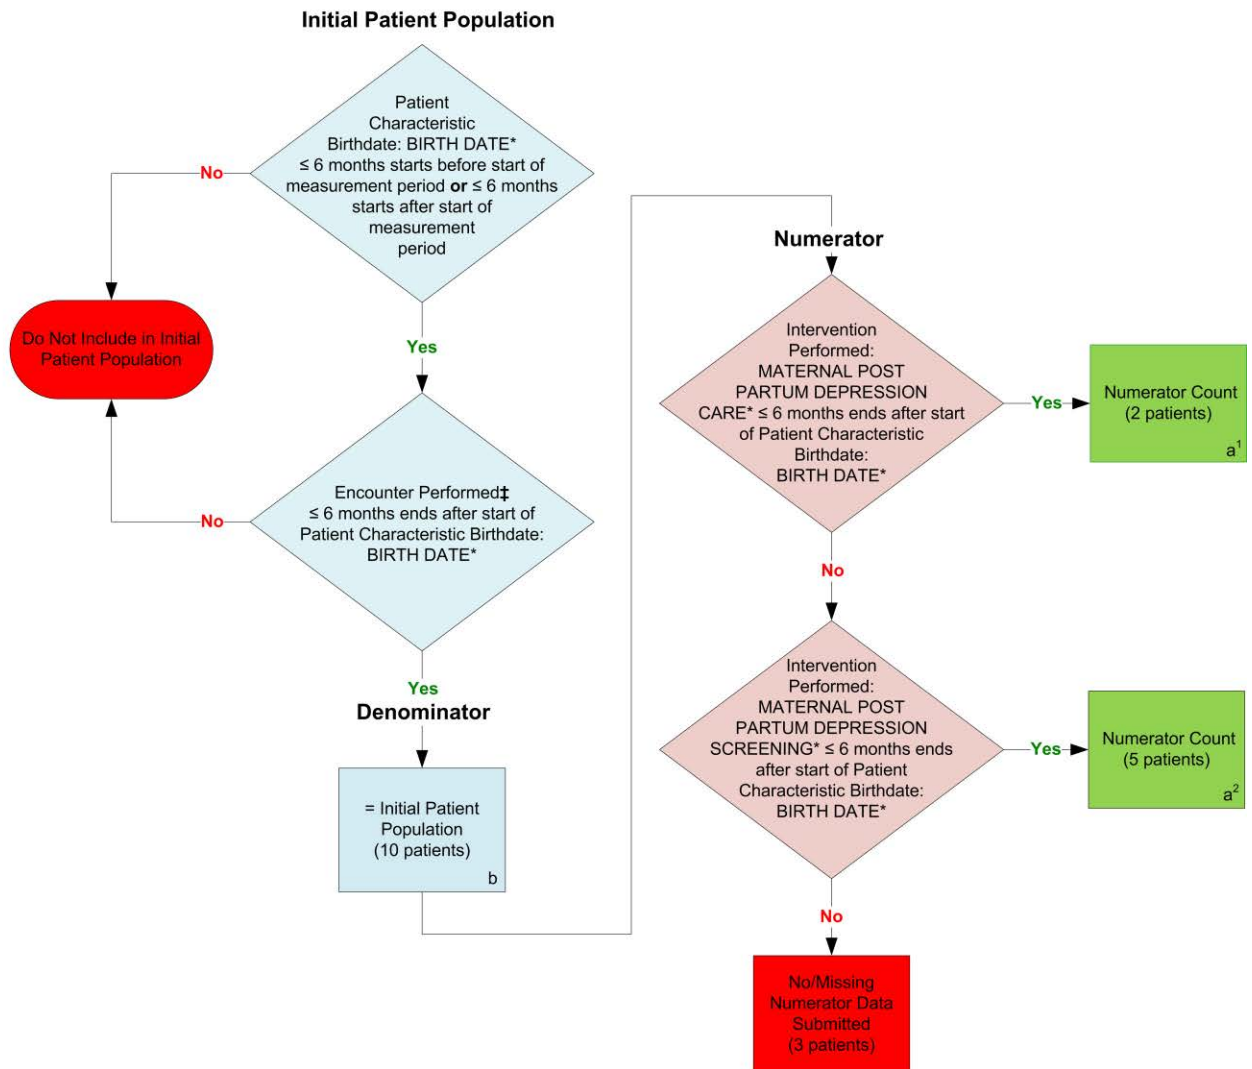 Initial Patient Population
Patient
Characteristic
Birthdate: BIRTH DATE*
≤ 6 months starts before start of
measurement period or ≤ 6 months
starts after start of
measurement
period
No
Do Not Include in Initial
Patient Population
Yes
Encounter Performed‡
≤ 6 months ends after start of
Patient Characteristic Birthdate:
BIRTH DATE*
No
Yes
Denominator
= Initial Patient
Population
(10 patients)
b
Numerator
Intervention
Performed:
MATERNAL POST
PARTUM DEPRESSION
CARE* ≤ 6 months ends after start
of Patient Characteristic
Birthdate:
BIRTH DATE*
Yes
Numerator Count
(2 patients)
a¹
No
Intervention
Performed:
MATERNAL POST
PARTUM DEPRESSION
SCREENING* ≤ 6 months ends
after start of Patient
Characteristic Birthdate:
BIRTH DATE*
Yes
Numerator Count
(5 patients)
a²
No
No/Missing
Numerator Data
Submitted
(3 patients)